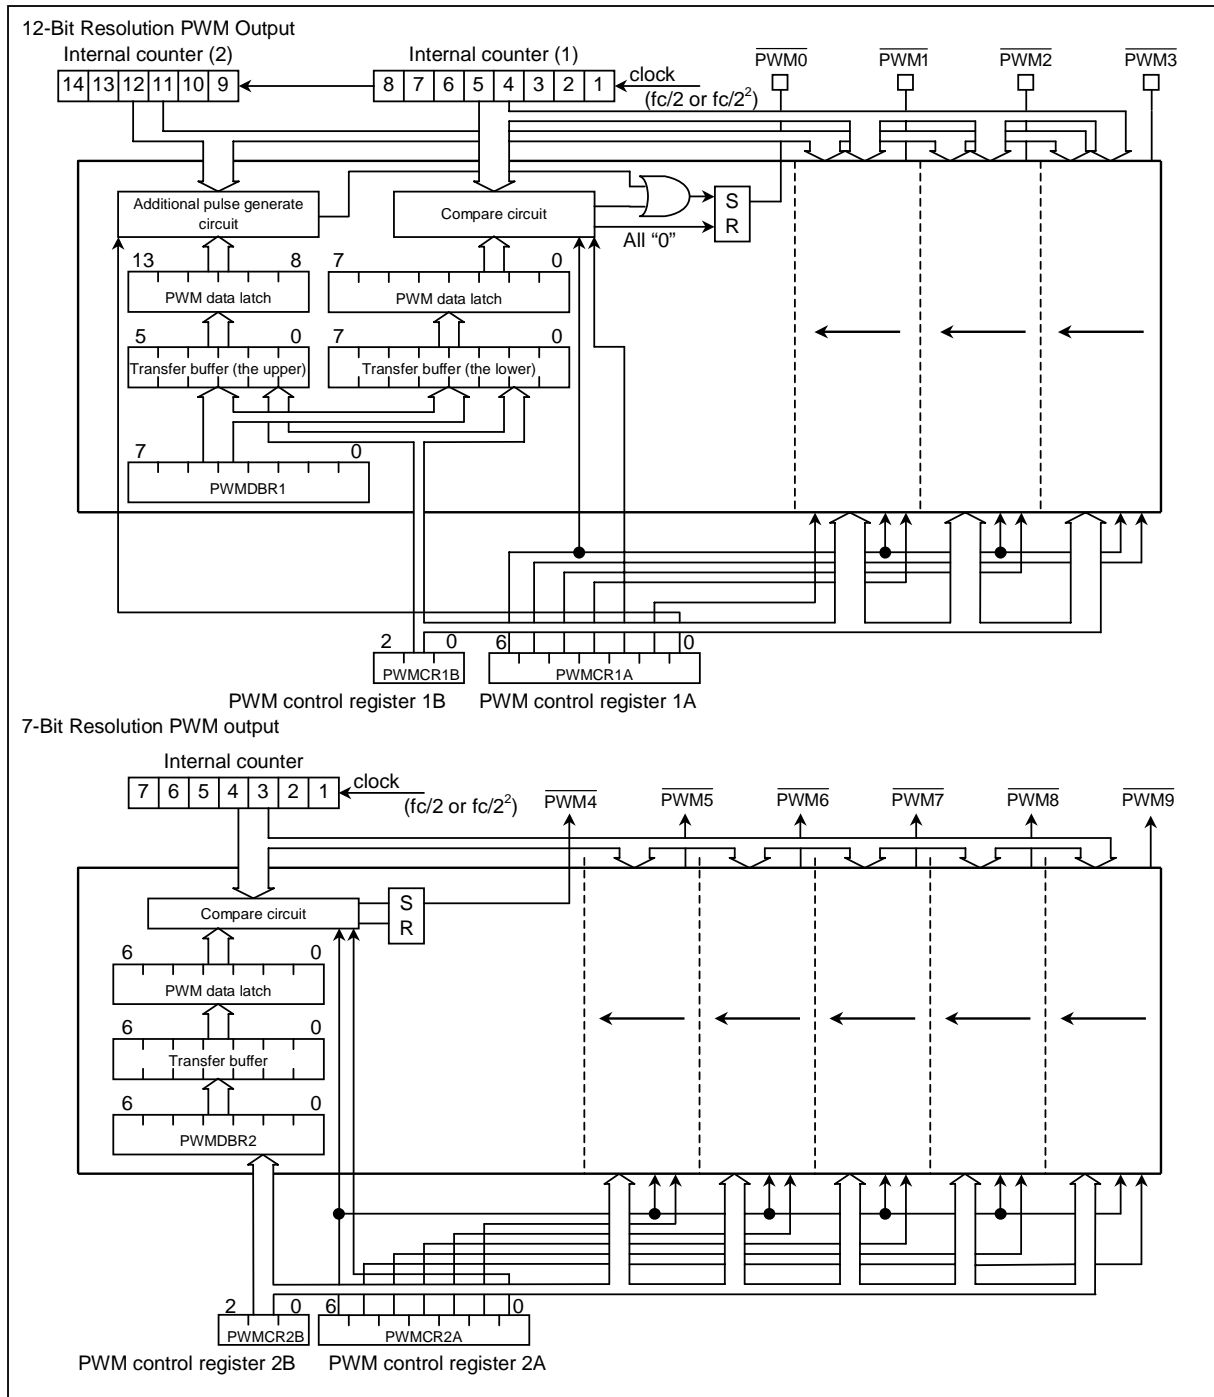 12-Bit Resolution PWM Output
Internal counter (2)
Internal counter (1)
PWM0
PWM1
PWM2
PWM3
14 13 12 11 10 9
8 7 6 5 4 3 2 1
clock
(fc/2 or fc/2²)
Additional pulse generate
circuit
Compare circuit
S
R
All “0”
13 8
7 0
PWM data latch
PWM data latch
5 0
7 0
Transfer buffer (the upper)
Transfer buffer (the lower)
7 0
PWMDBR1
2 0
6 0
PWMCR1B
PWMCR1A
PWM control register 1B
PWM control register 1A
7-Bit Resolution PWM output
Internal counter
7 6 5 4 3 2 1
clock
(fc/2 or fc/2²)
PWM4
PWM5
PWM6
PWM7
PWM8
PWM9
Compare circuit
S
R
6 0
PWM data latch
6 0
Transfer buffer
6 0
PWMDBR2
2 0
6 0
PWMCR2B
PWMCR2A
PWM control register 2B
PWM control register 2A